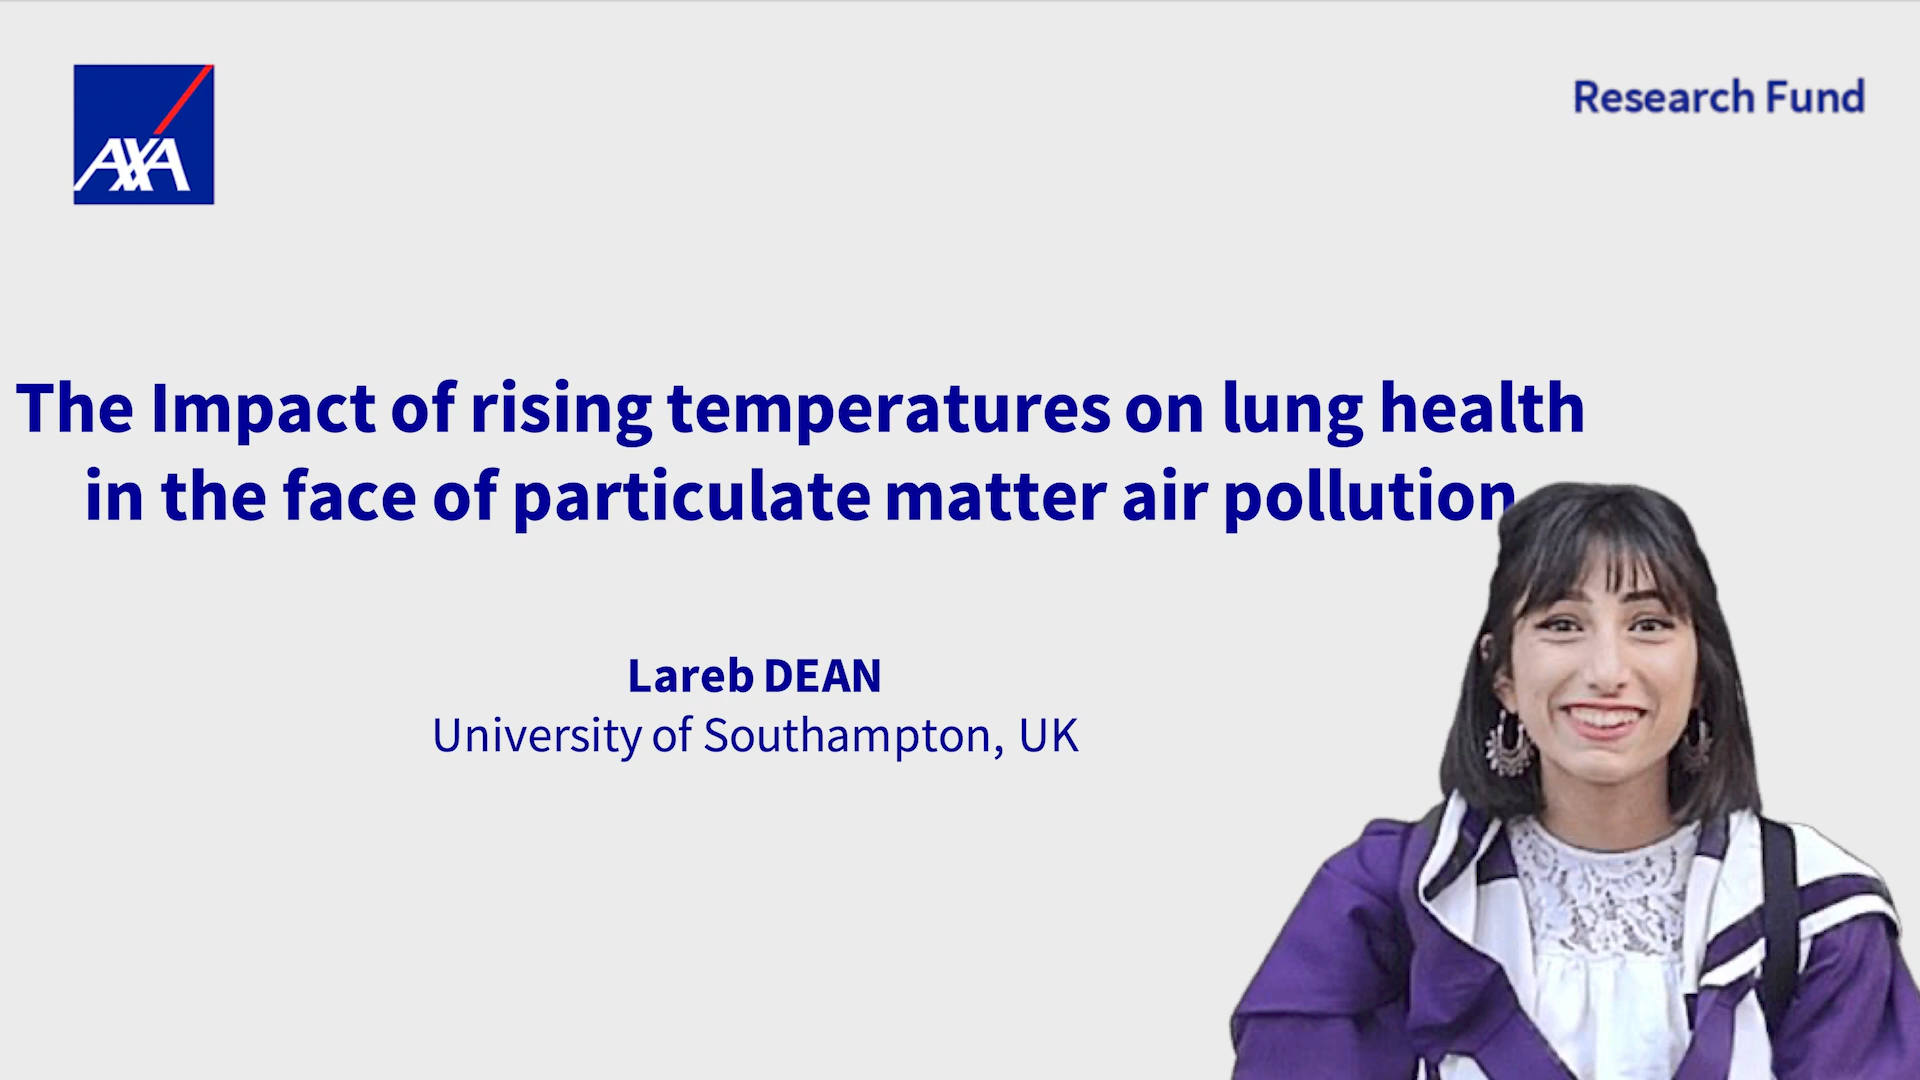 AXA
Research Fund
The Impact of rising temperatures on lung health
in the face of particulate matter air pollution
Lareb DEAN
University of Southampton, UK